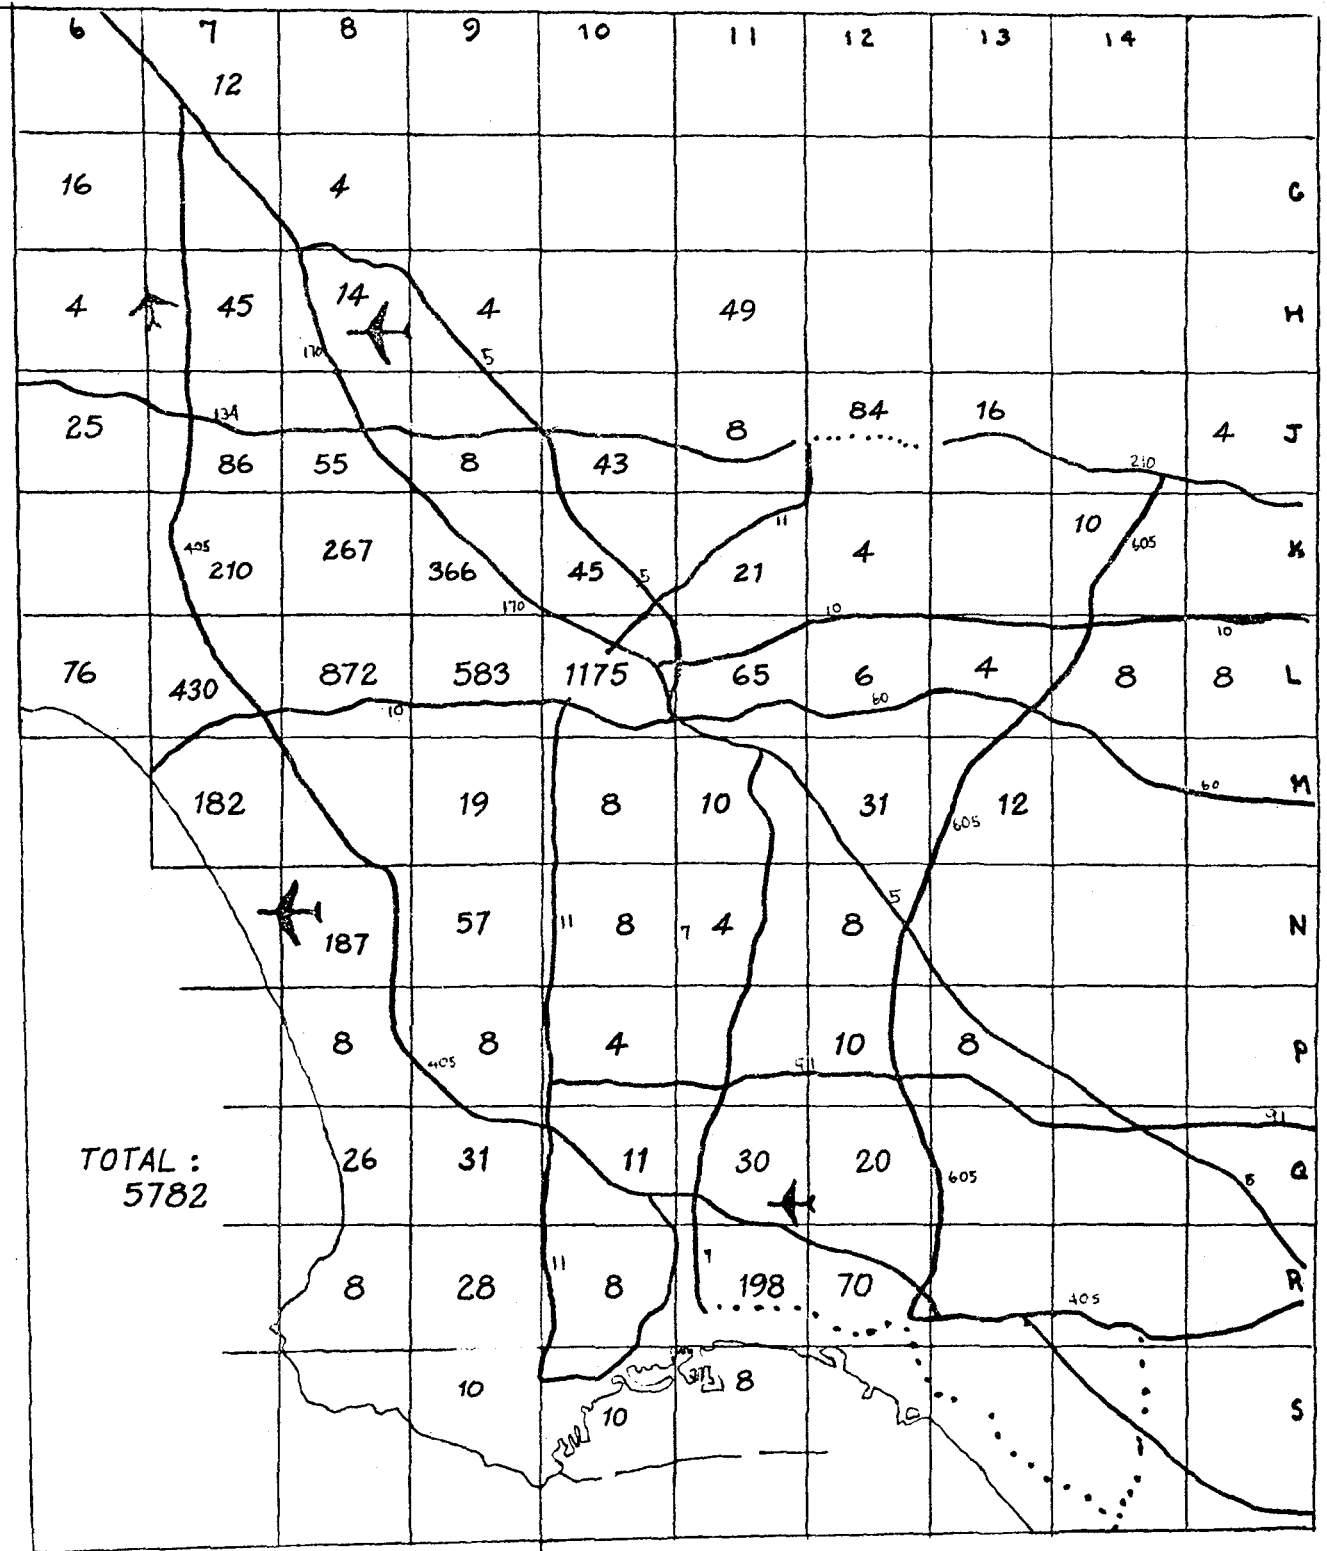 6 7 8 9 10 11 12 13 14
12
16 4 G
4 45 14 4 49 H
170 5
134
25 8 84 16 4 J
86 55 8 43 210
11 10
405 210 267 366 45 5 21 4 605 K
170 10 10
76 430 872 583 1175 65 6 4 8 8 L
10 60
182 19 8 10 31 12 M
60
605
5
187 57 11 8 7 4 8 N
8 8 4 10 8 P
405 91
91
TOTAL : 26 31 11 30 20 Q
5782 605
11 7
8 28 8 198 70 R
405
10 8
10 S